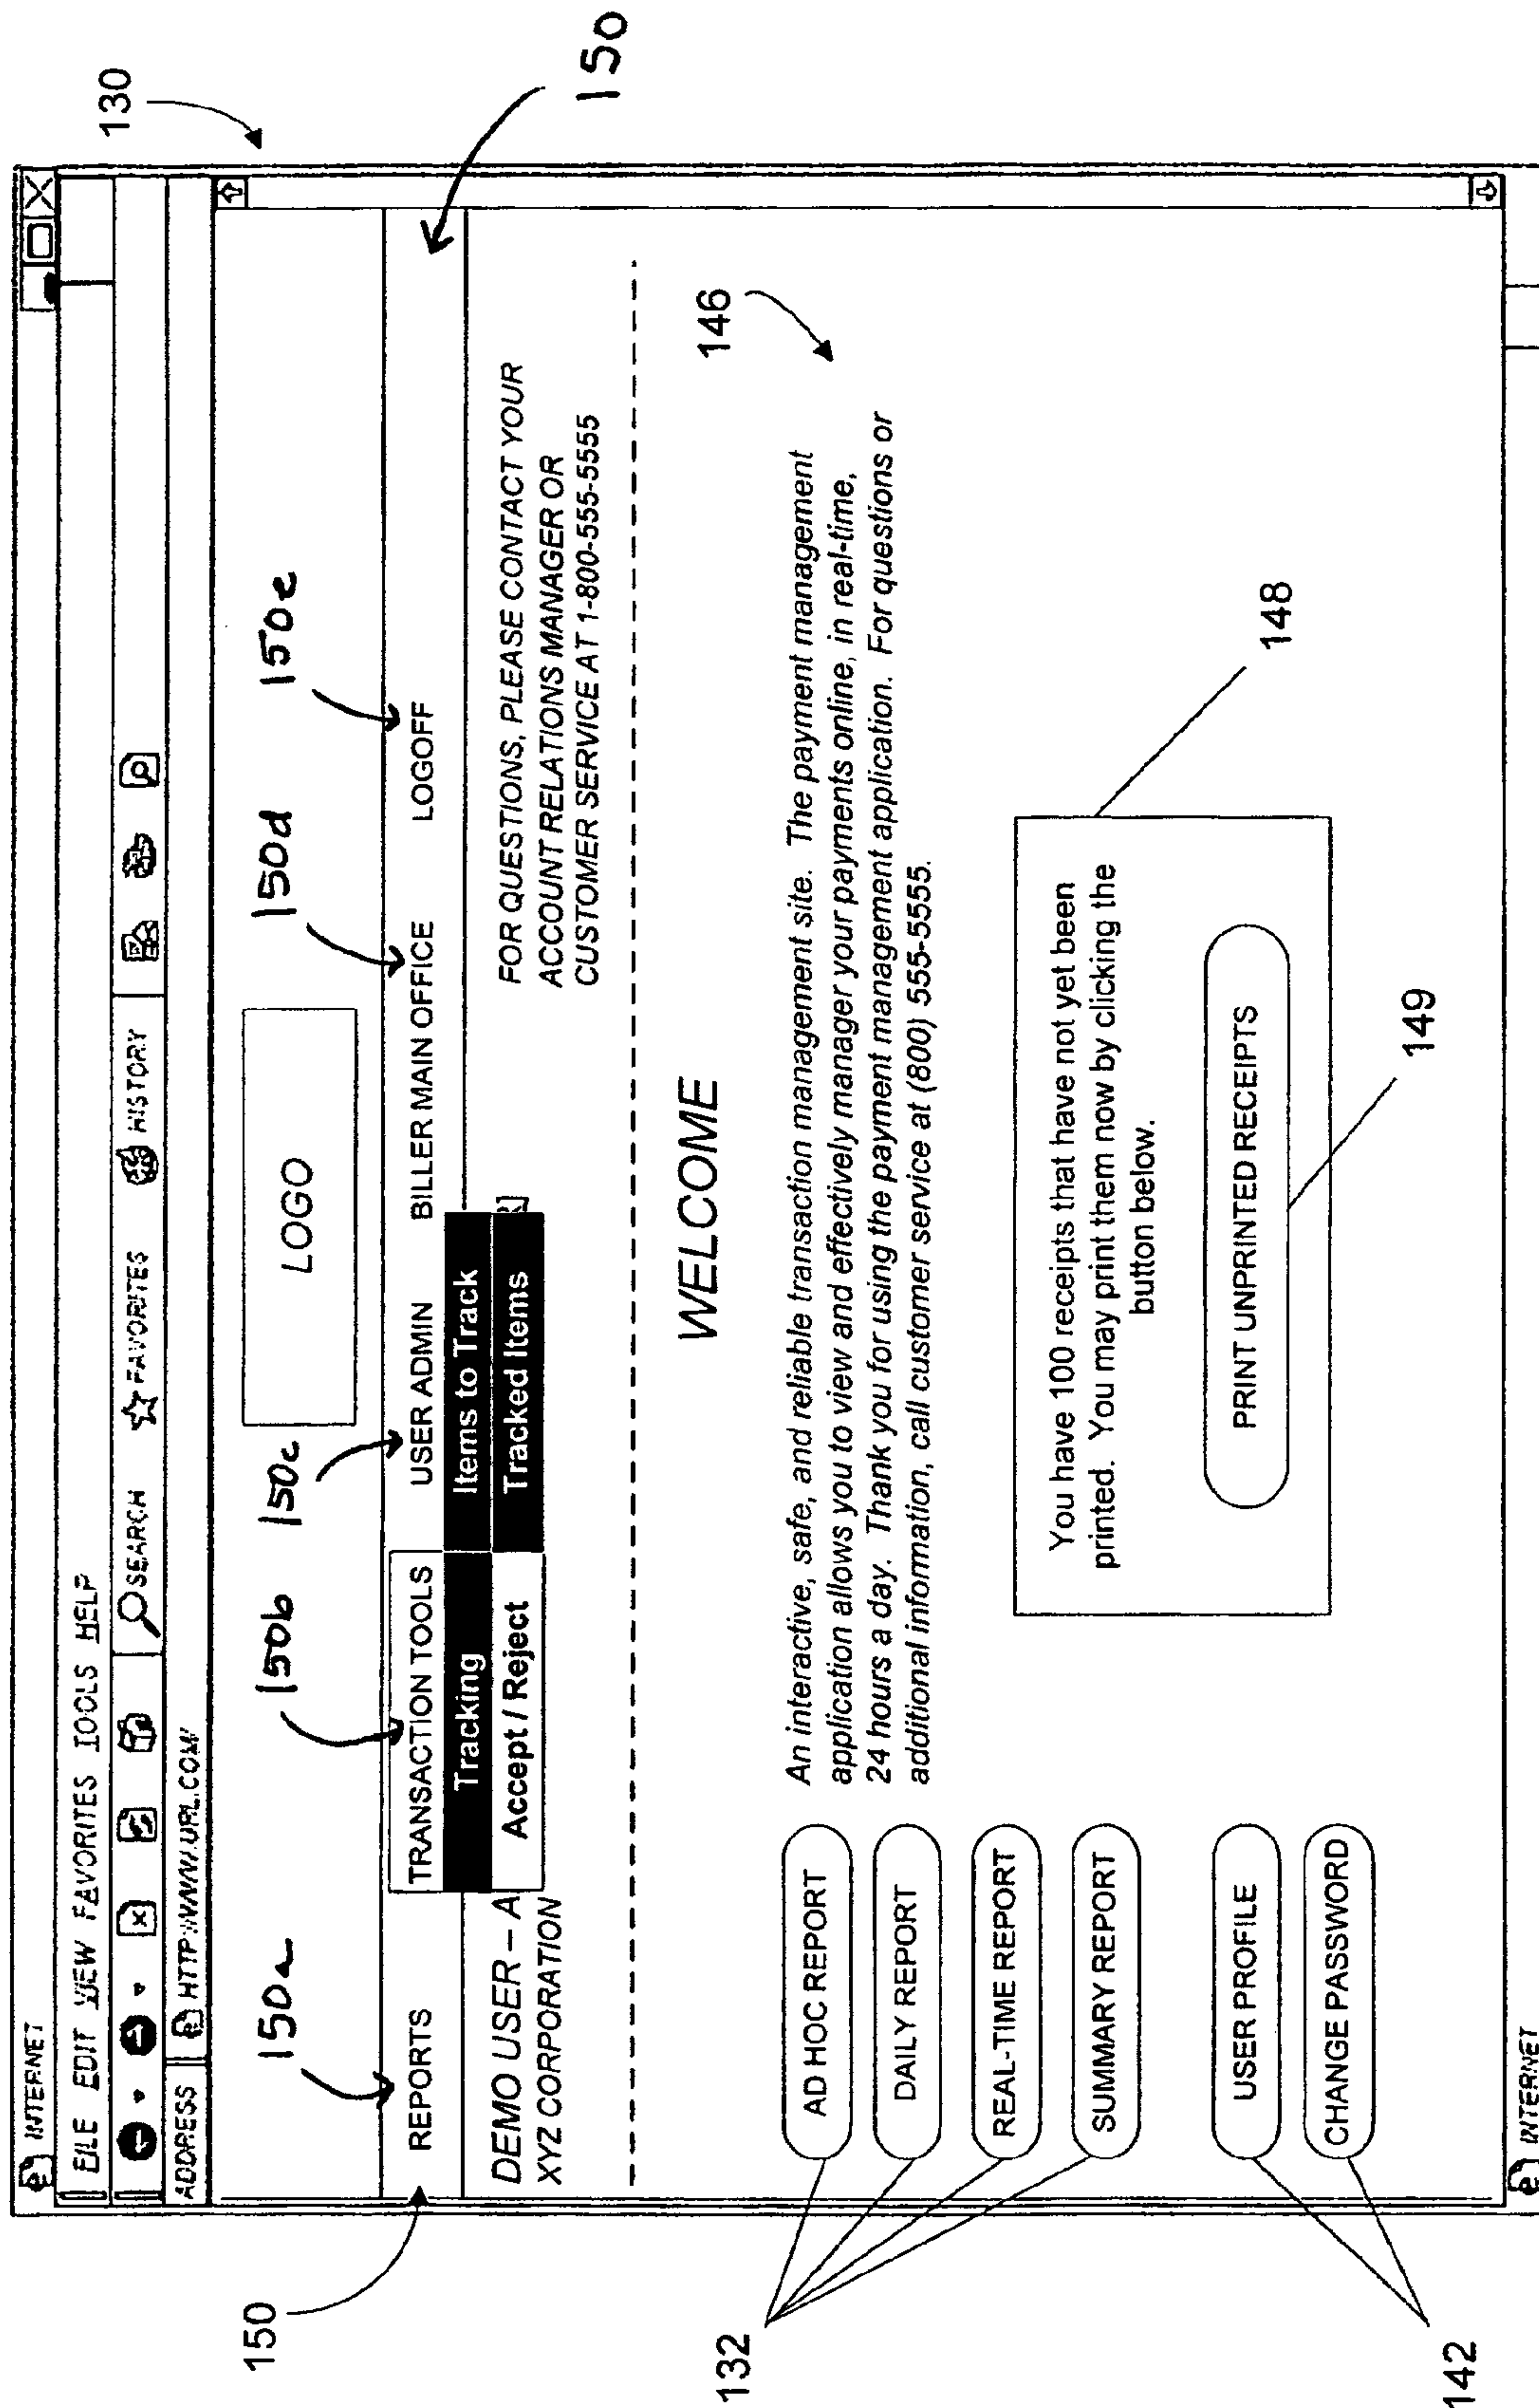 130
INTERNET
FILE EDIT VIEW FAVORITES TOOLS HELP
SEARCH FAVORITES HISTORY
ADDRESS HTTP://WWW.URL.COM/
LOGO
150
150a 150b 150c 150d 150e
REPORTS TRANSACTION TOOLS USER ADMIN BILLER MAIN OFFICE LOGOFF
150
Tracking Items to Track
Accept / Reject Tracked Items
DEMO USER – A
XYZ CORPORATION
FOR QUESTIONS, PLEASE CONTACT YOUR
ACCOUNT RELATIONS MANAGER OR
CUSTOMER SERVICE AT 1-800-555-5555
WELCOME
146
132
AD HOC REPORT
DAILY REPORT
REAL-TIME REPORT
SUMMARY REPORT
142
USER PROFILE
CHANGE PASSWORD
An interactive, safe, and reliable transaction management site. The payment management
application allows you to view and effectively manager your payments online, in real-time,
24 hours a day. Thank you for using the payment management application. For questions or
additional information, call customer service at (800) 555-5555.
148
You have 100 receipts that have not yet been
printed. You may print them now by clicking the
button below.
PRINT UNPRINTED RECEIPTS
149
INTERNET